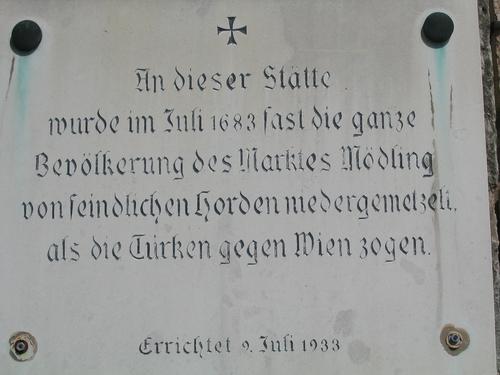 An dieser Stätte
wurde im Juli 1683 fast die ganze
Bevölkerung des Marktes Mödling
von feindlichen Horden niedergemetzelt,
als die Türken gegen Wien zogen.
Errichtet 9. Juli 1933